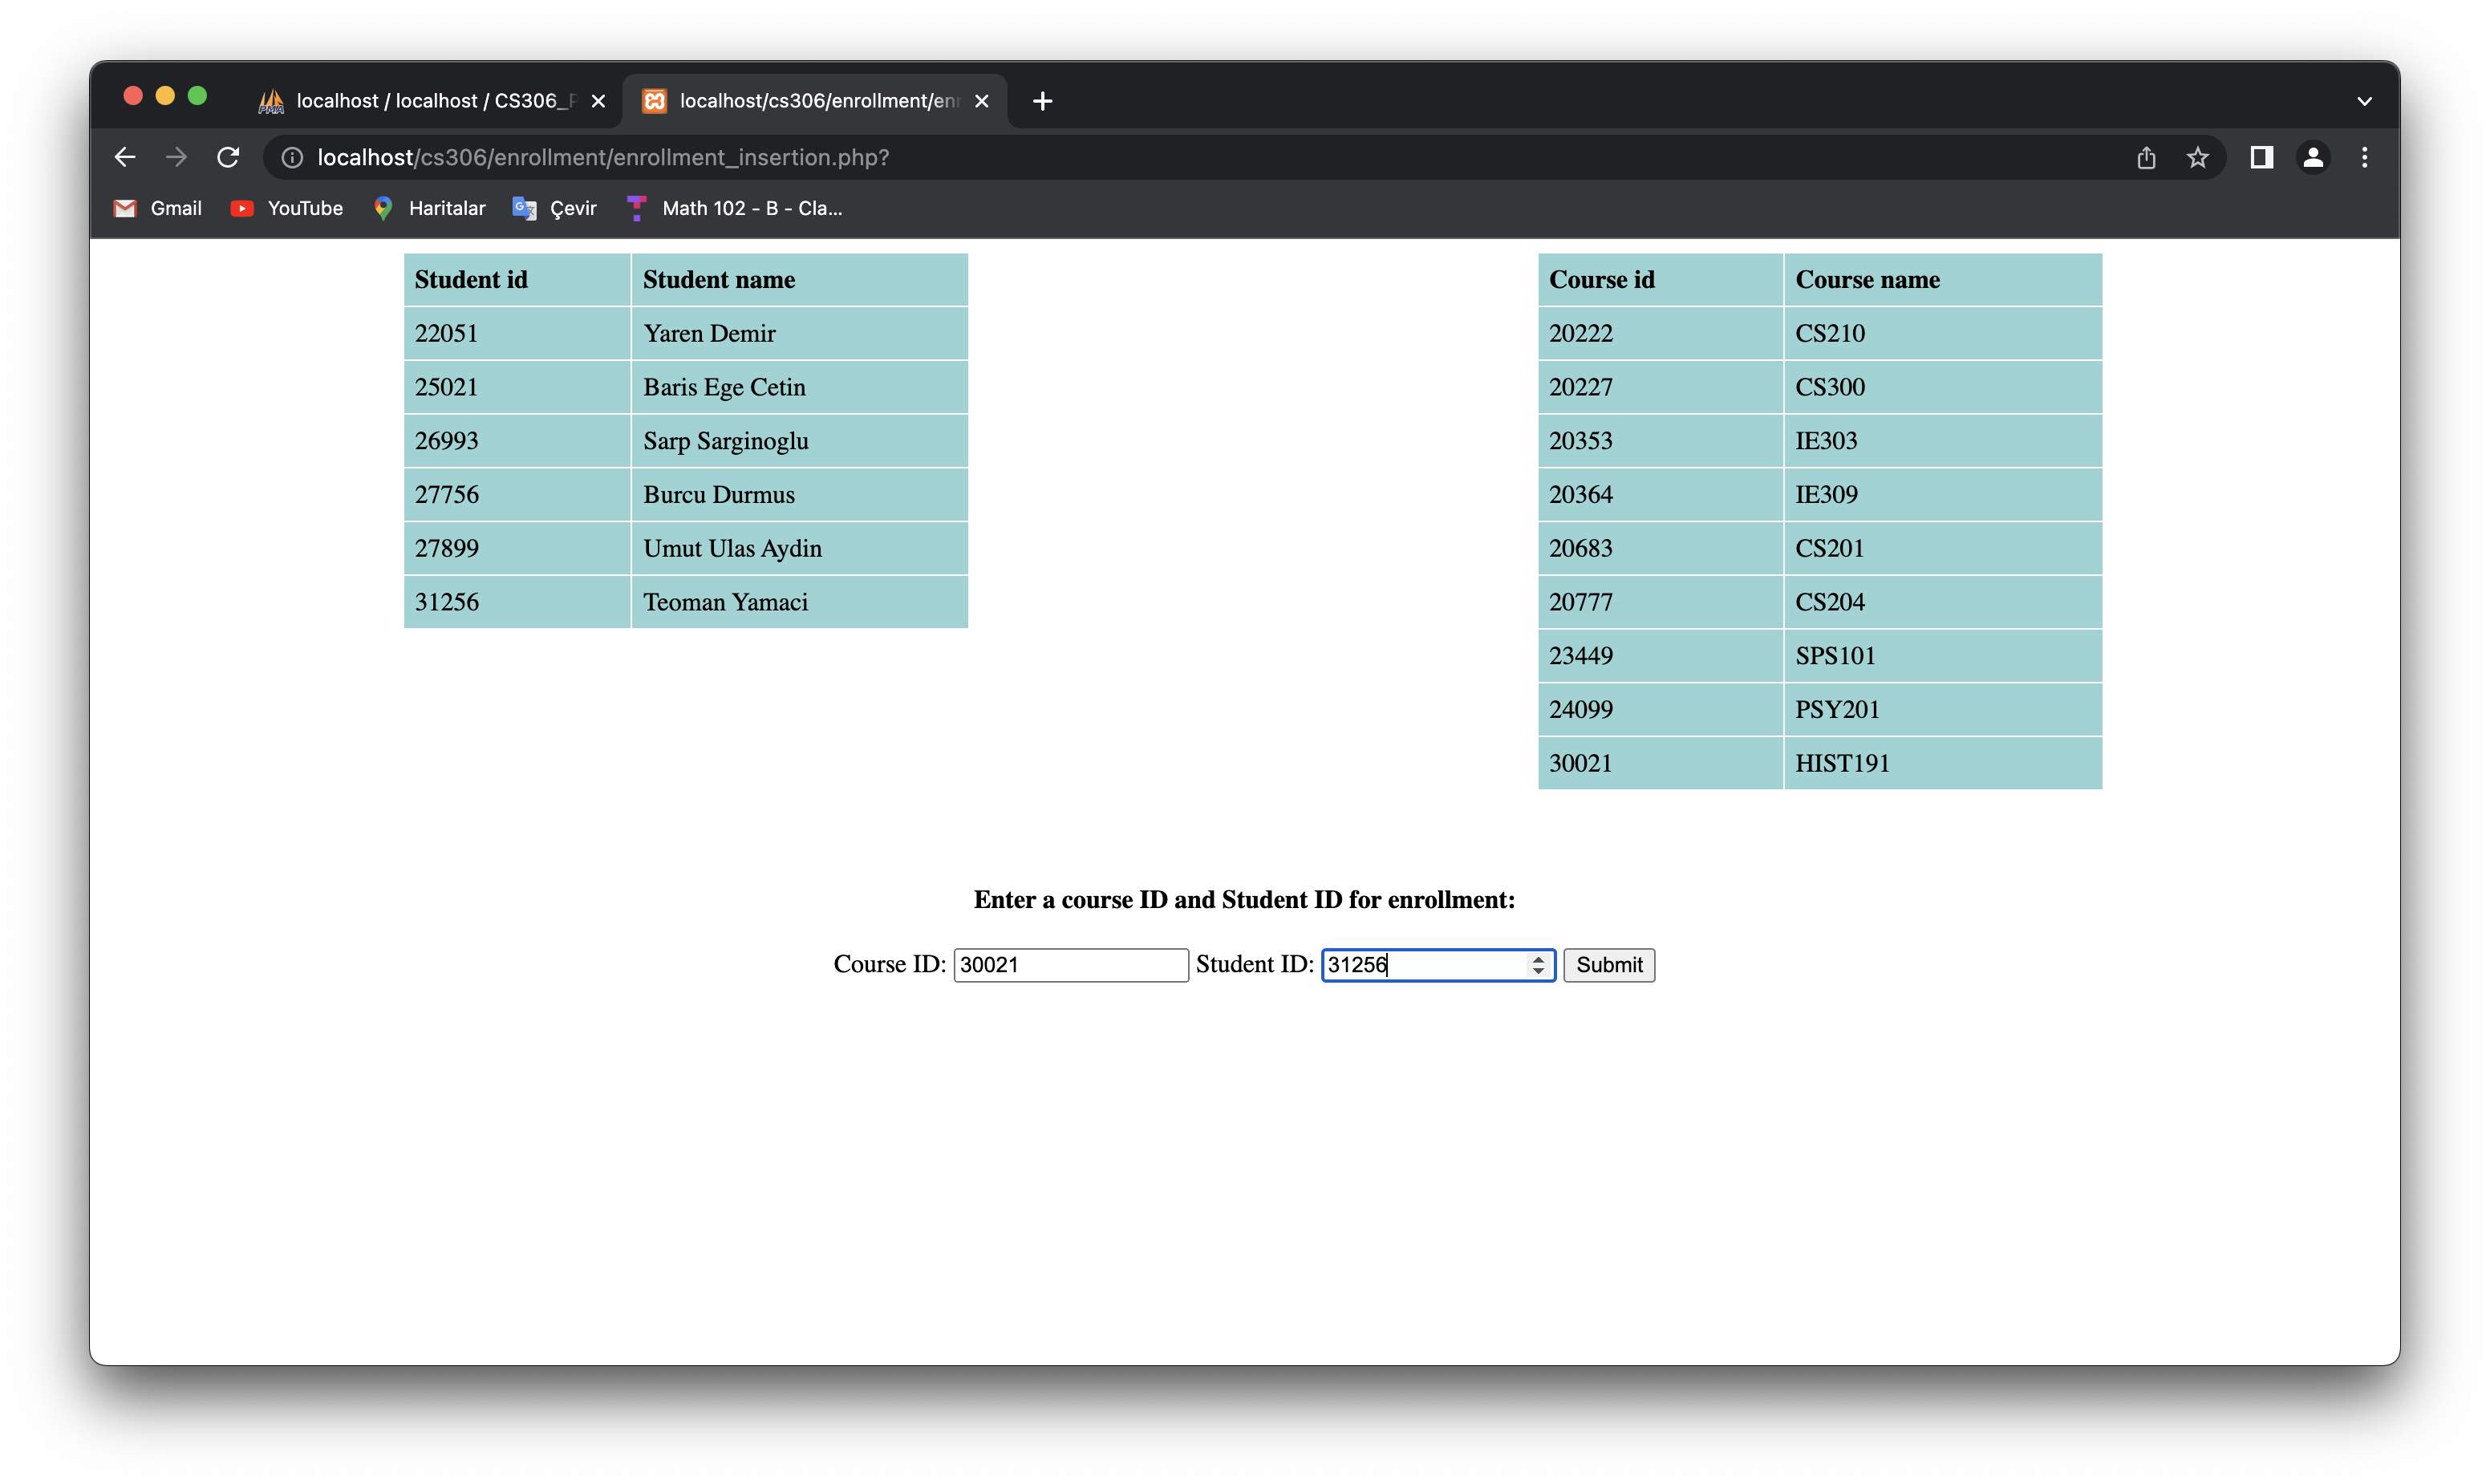 localhost / localhost / CS306_P
localhost/cs306/enrollment/enr
localhost/cs306/enrollment/enrollment_insertion.php?
Gmail YouTube Haritalar Çevir Math 102 - B - Cla...
Student id Student name
22051 Yaren Demir
25021 Baris Ege Cetin
26993 Sarp Sarginoglu
27756 Burcu Durmus
27899 Umut Ulas Aydin
31256 Teoman Yamaci
Course id Course name
20222 CS210
20227 CS300
20353 IE303
20364 IE309
20683 CS201
20777 CS204
23449 SPS101
24099 PSY201
30021 HIST191
Enter a course ID and Student ID for enrollment:
Course ID: 30021 Student ID: 31256 Submit